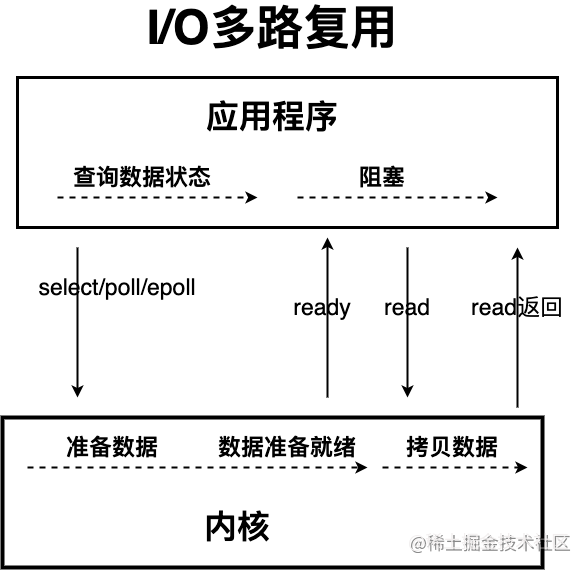 I/O多路复用
应用程序
查询数据状态 阻塞
select/poll/epoll
ready read read返回
准备数据 数据准备就绪 拷贝数据
内核
@稀土掘金技术社区